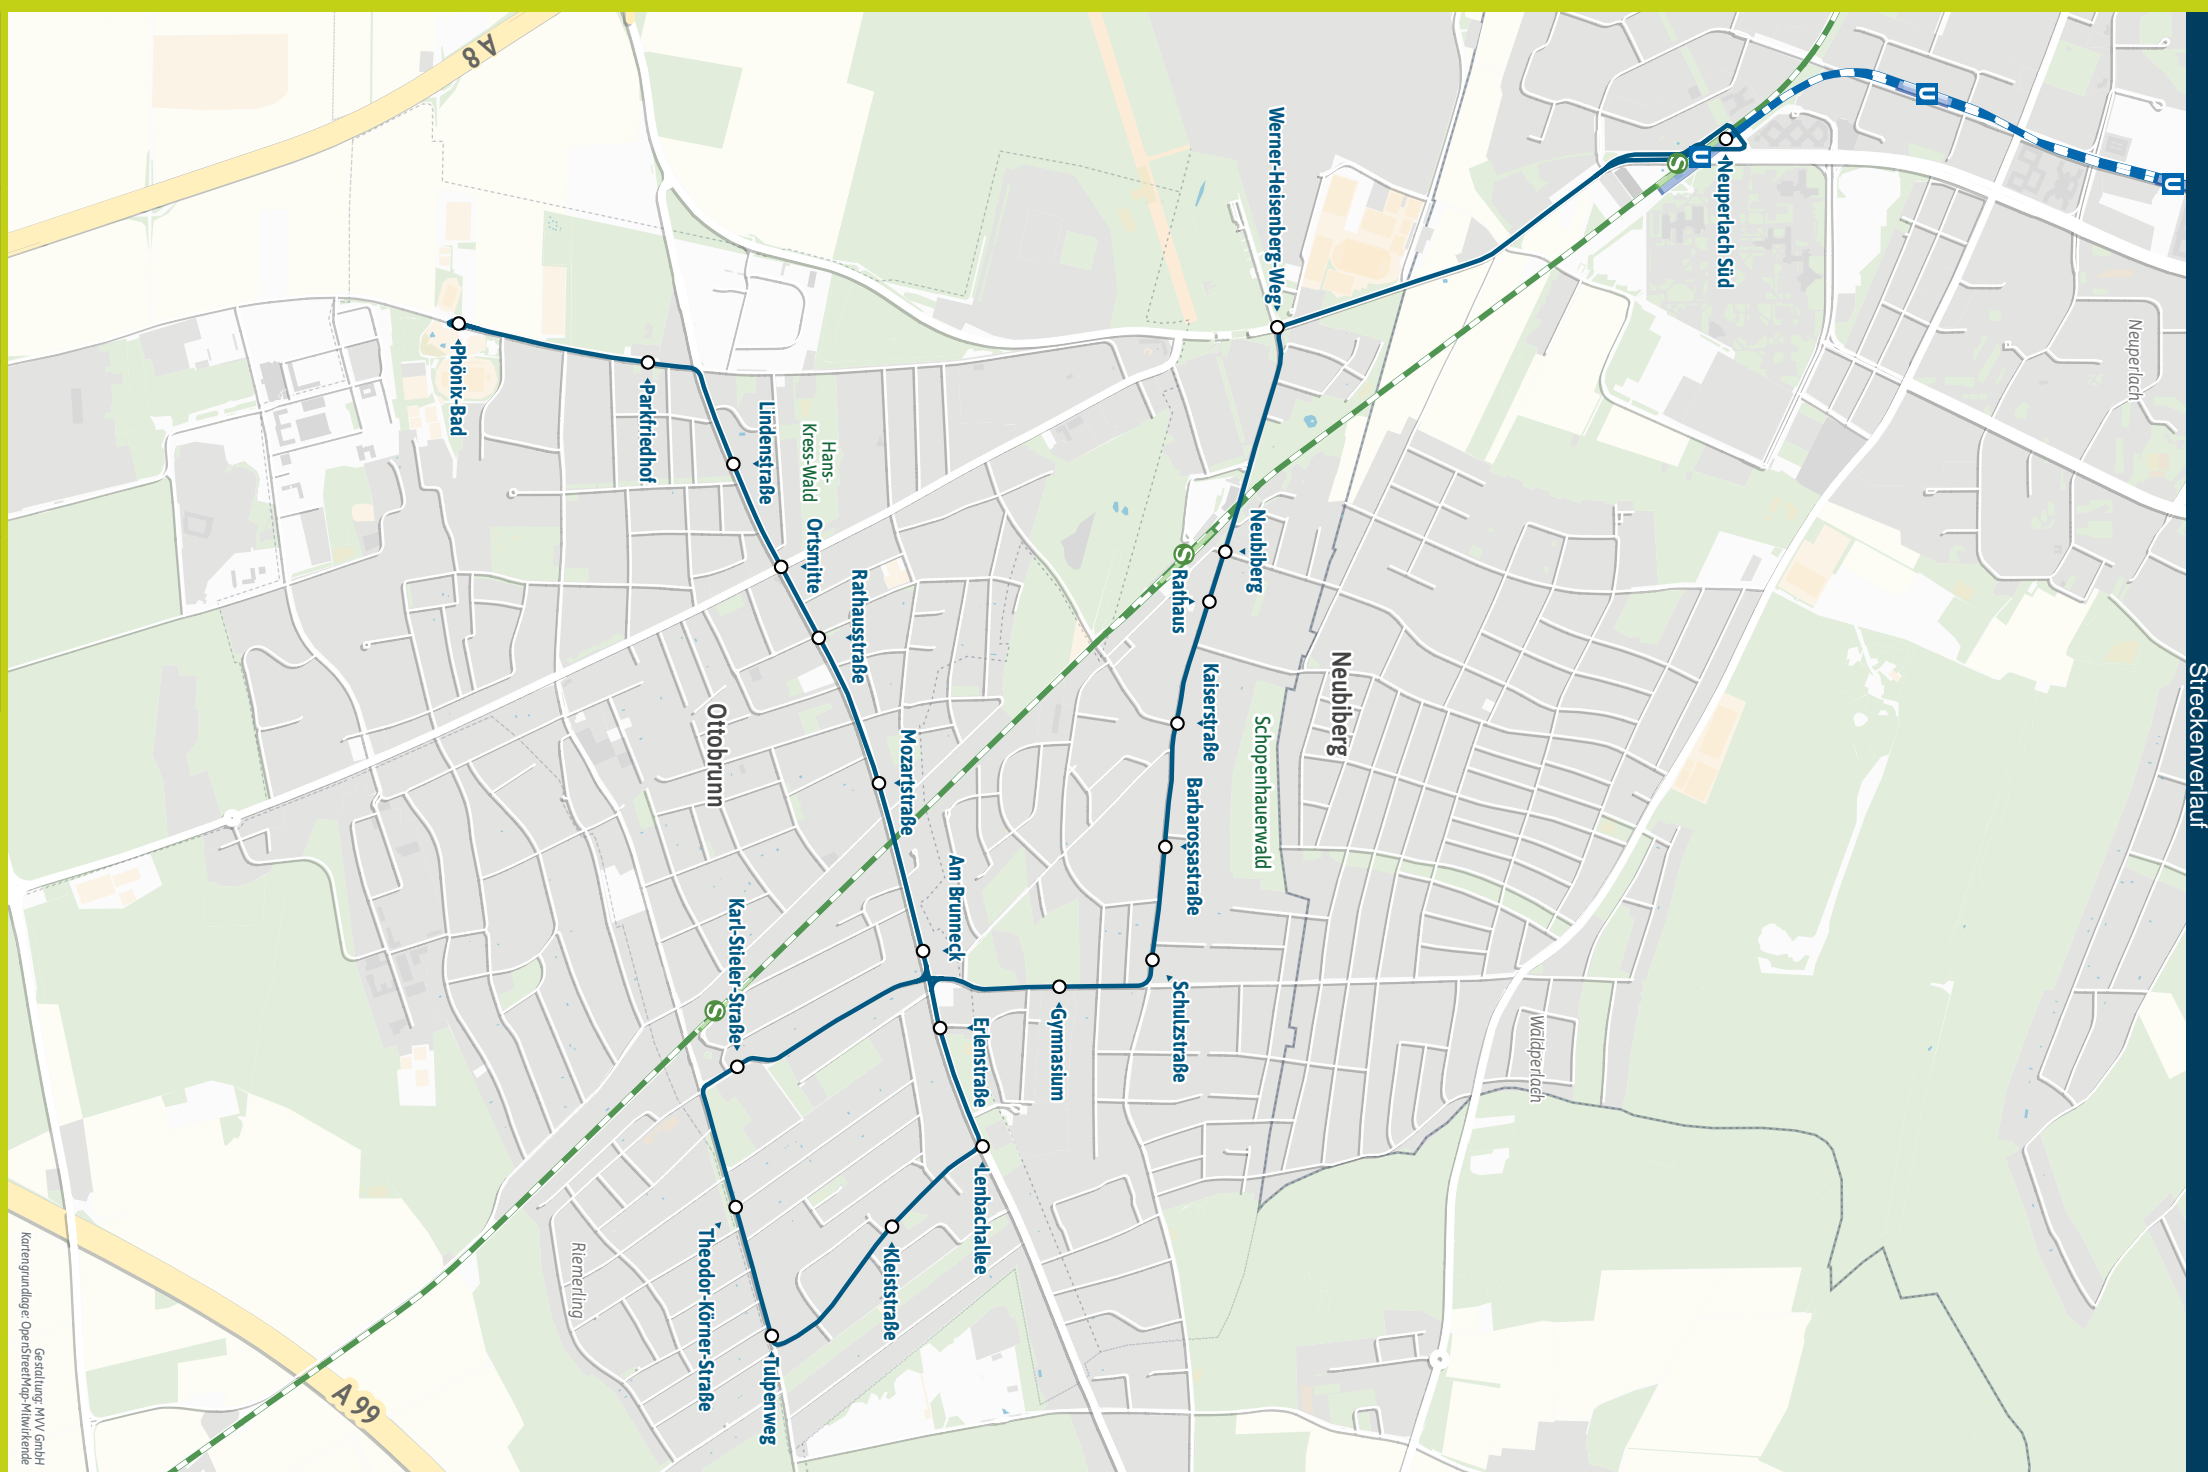 Streckenverlauf
U
U
Neuperlach Süd
U
S
Neuperlach
Werner-Heisenberg-Weg
A 8
Phönix-Bad
Parkfriedhof
Lindenstraße
Hans-
Kress-Wald
Ortsmitte
Rathausstraße
Neubiberg
S
Rathaus
Kaiserstraße
Neubiberg
Schopenhauerwald
Barbarossastraße
Ottobrunn
Mozartstraße
Am Brunneck
Karl-Stieler-Straße
S
Schulzstraße
Gymnasium
Erlenstraße
Waldperlach
Lenbachallee
Kleiststraße
Theodor-Körner-Straße
Tulpenweg
Riemerling
A 99
Gestaltung: MVV GmbH
Kartengrundlage: OpenStreetMap-Mitwirkende